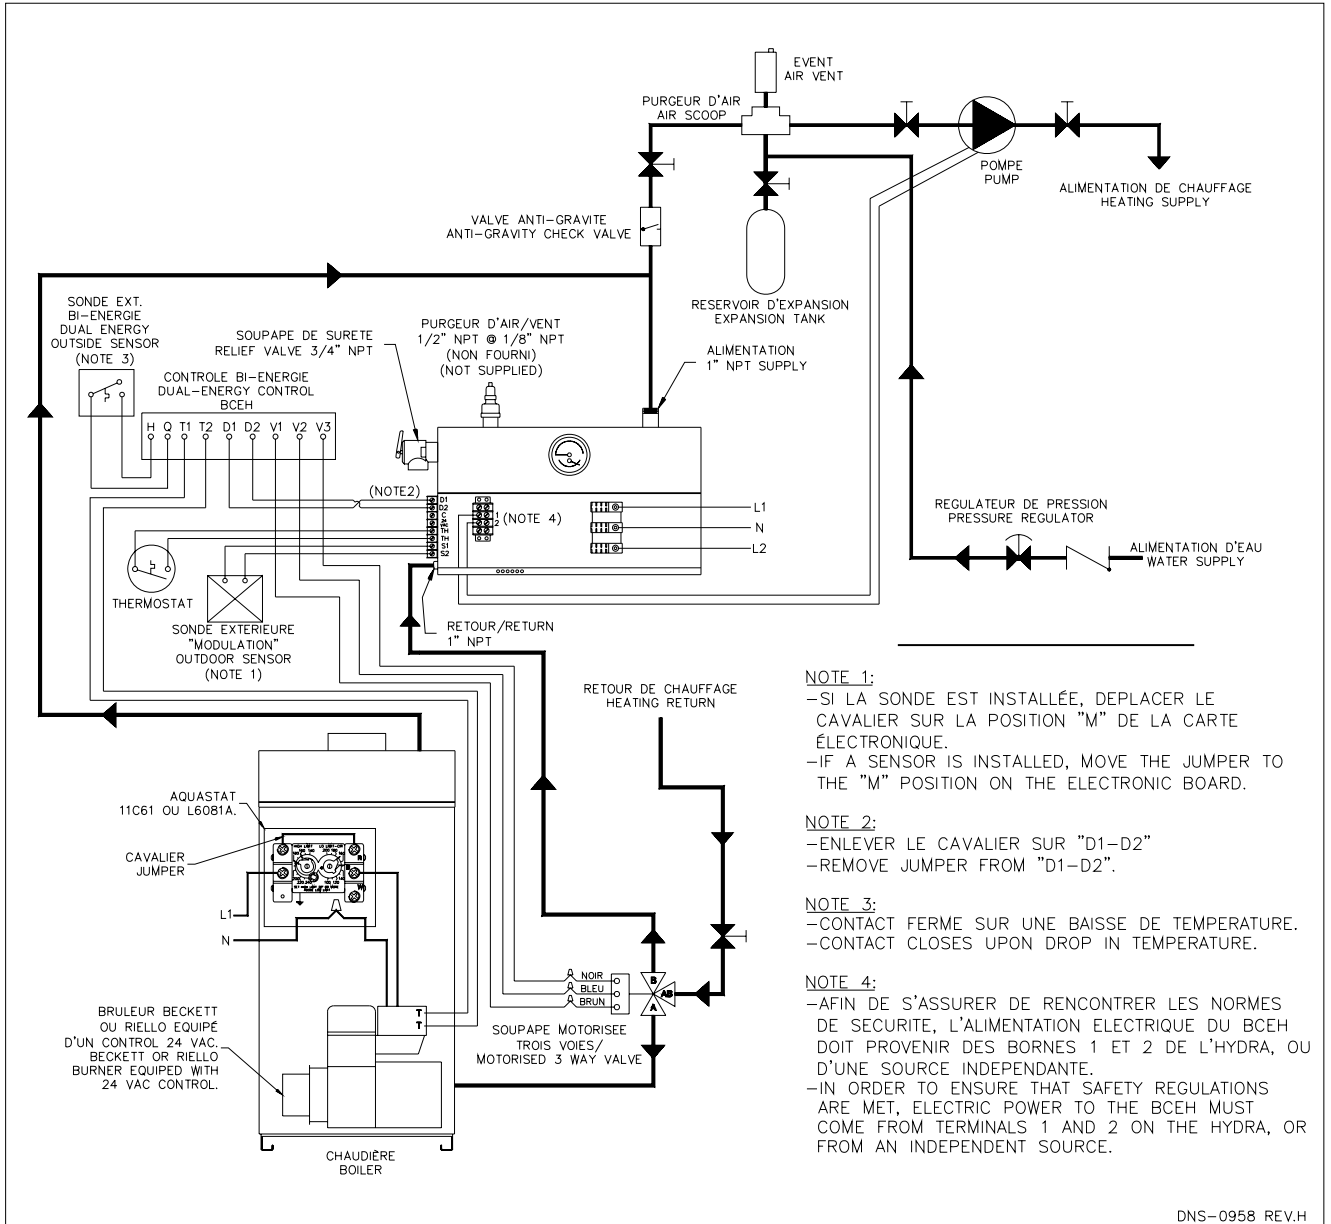 EVENT
AIR VENT
PURGEUR D'AIR
AIR SCOOP
POMPE
PUMP
ALIMENTATION DE CHAUFFAGE
HEATING SUPPLY
VALVE ANTI-GRAVITE
ANTI-GRAVITY CHECK VALVE
RESERVOIR D'EXPANSION
EXPANSION TANK
SONDE EXT.
BI-ENERGIE
DUAL ENERGY
OUTSIDE SENSOR
(NOTE 3)
SOUPAPE DE SURETE
RELIEF VALVE 3/4" NPT
PURGEUR D'AIR/VENT
1/2" NPT @ 1/8" NPT
(NON FOURNI)
(NOT SUPPLIED)
ALIMENTATION
1" NPT SUPPLY
CONTROLE BI-ENERGIE
DUAL-ENERGY CONTROL
BCEH
H Q T1 T2 D1 D2 V1 V2 V3
(NOTE2)
D1
D2
C
TH
TH
S1
S2
1
2
(NOTE 4)
L1
N
L2
REGULATEUR DE PRESSION
PRESSURE REGULATOR
ALIMENTATION D'EAU
WATER SUPPLY
THERMOSTAT
SONDE EXTERIEURE
"MODULATION"
OUTDOOR SENSOR
(NOTE 1)
RETOUR/RETURN
1" NPT
RETOUR DE CHAUFFAGE
HEATING RETURN
AQUASTAT
11C61 OU L6081A.
CAVALIER
JUMPER
R
B
W
L1
N
NOIR
BLEU
BRUN
B
AB
A
SOUPAPE MOTORISEE
TROIS VOIES/
MOTORISED 3 WAY VALVE
BRULEUR BECKETT
OU RIELLO EQUIPÉ
D'UN CONTROL 24 VAC.
BECKETT OR RIELLO
BURNER EQUIPED WITH
24 VAC CONTROL.
T
T
CHAUDIÈRE
BOILER
NOTE 1:
-SI LA SONDE EST INSTALLÉE, DEPLACER LE
CAVALIER SUR LA POSITION "M" DE LA CARTE
ÉLECTRONIQUE.
-IF A SENSOR IS INSTALLED, MOVE THE JUMPER TO
THE "M" POSITION ON THE ELECTRONIC BOARD.
NOTE 2:
-ENLEVER LE CAVALIER SUR "D1-D2"
-REMOVE JUMPER FROM "D1-D2".
NOTE 3:
-CONTACT FERME SUR UNE BAISSE DE TEMPERATURE.
-CONTACT CLOSES UPON DROP IN TEMPERATURE.
NOTE 4:
-AFIN DE S'ASSURER DE RENCONTRER LES NORMES
DE SECURITE, L'ALIMENTATION ELECTRIQUE DU BCEH
DOIT PROVENIR DES BORNES 1 ET 2 DE L'HYDRA, OU
D'UNE SOURCE INDEPENDANTE.
-IN ORDER TO ENSURE THAT SAFETY REGULATIONS
ARE MET, ELECTRIC POWER TO THE BCEH MUST
COME FROM TERMINALS 1 AND 2 ON THE HYDRA, OR
FROM AN INDEPENDENT SOURCE.
DNS-0958 REV.H